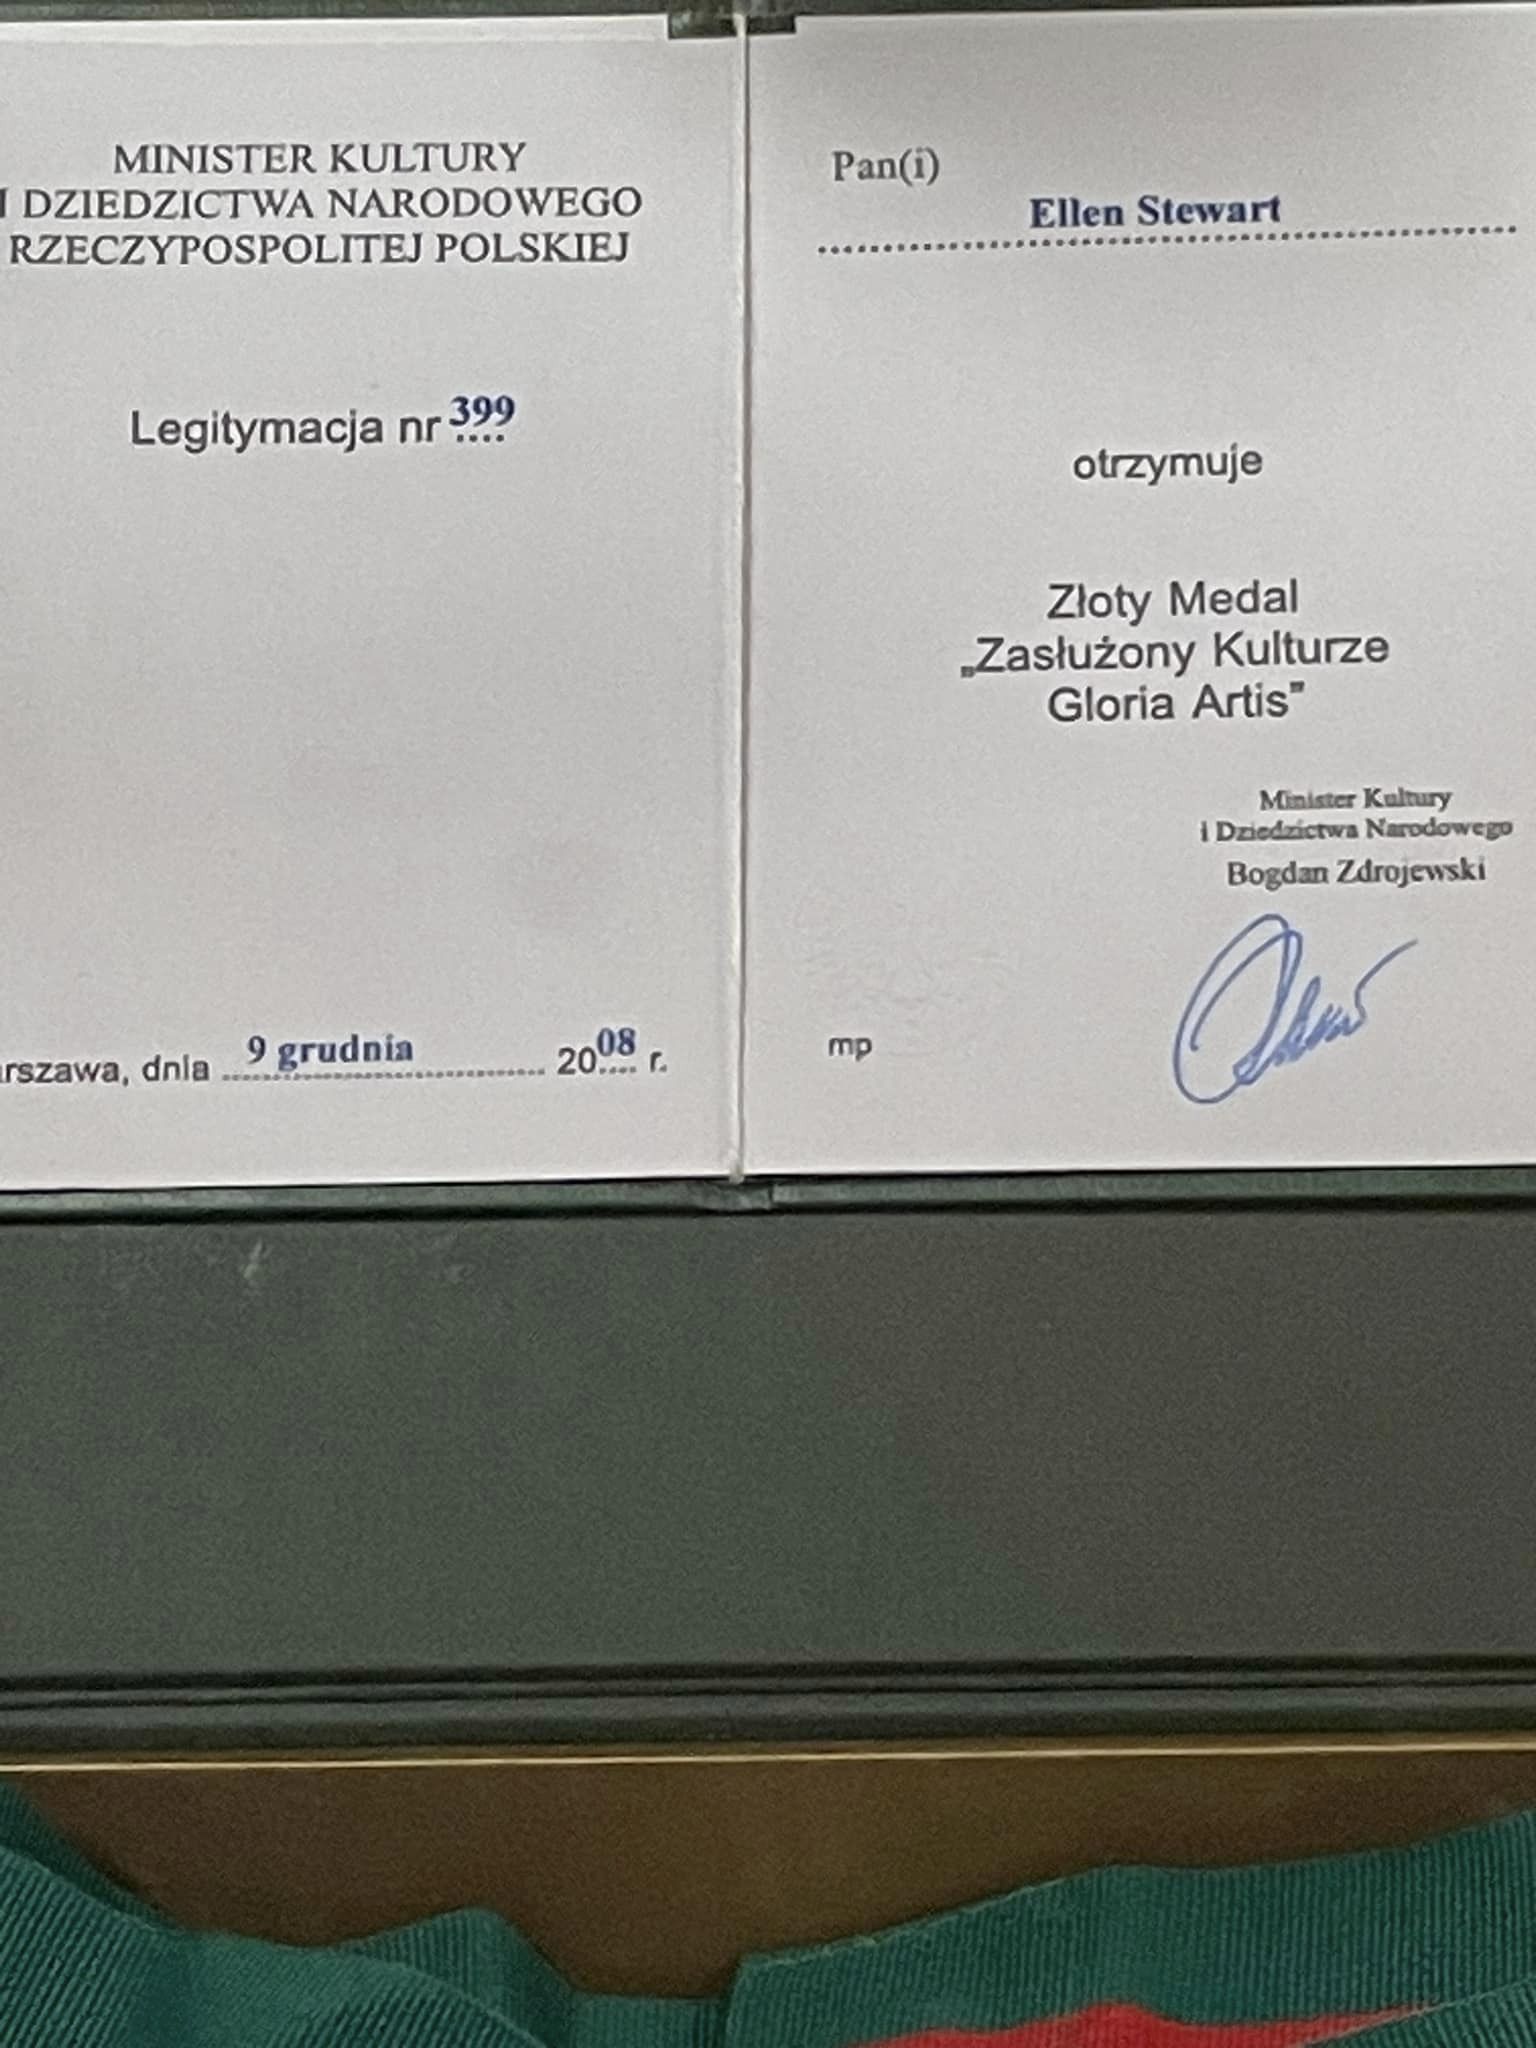 MINISTER KULTURY
I DZIEDZICTWA NARODOWEGO
RZECZYPOSPOLITEJ POLSKIEJ
Legitymacja nr 399
rszawa, dnia 9 grudnia 2008 r.
Pan(i)
Ellen Stewart
otrzymuje
Złoty Medal
„Zasłużony Kulturze
Gloria Artis”
Minister Kultury
i Dziedzictwa Narodowego
Bogdan Zdrojewski
mp